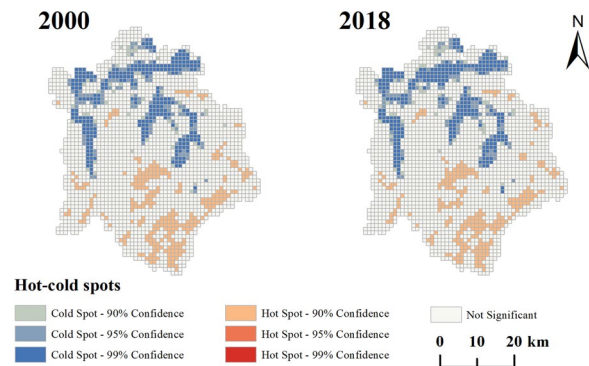 2000
2018
N
Hot-cold spots
Cold Spot - 90% Confidence
Hot Spot - 90% Confidence
Not Significant
Cold Spot - 95% Confidence
Hot Spot - 95% Confidence
Cold Spot - 99% Confidence
Hot Spot - 99% Confidence
0 10 20 km